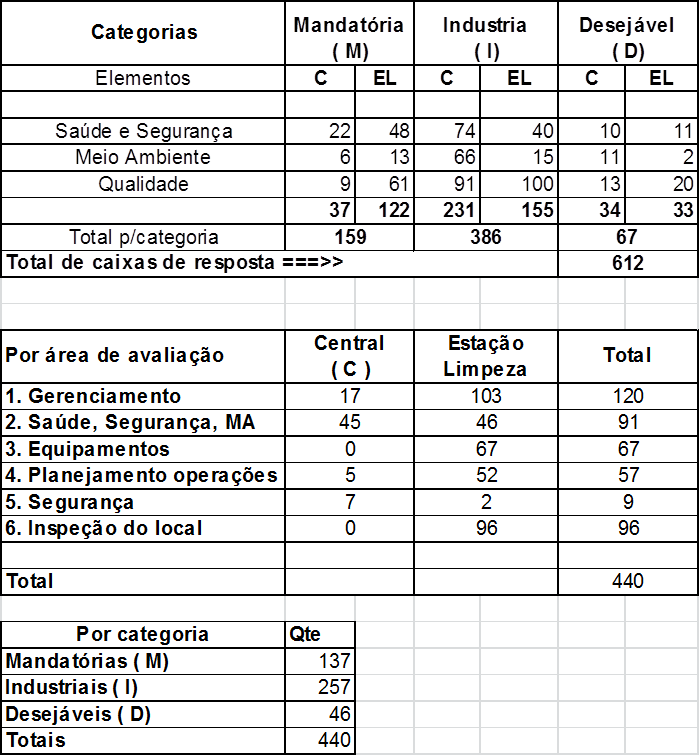 Categorias Mandatória ( M) Industria ( I) Desejável ( D)
Elementos C EL C EL C EL
Saúde e Segurança 22 48 74 40 10 11
Meio Ambiente 6 13 66 15 11 2
Qualidade 9 61 91 100 13 20
37 122 231 155 34 33
Total p/categoria 159 386 67
Total de caixas de resposta ===>> 612
Por área de avaliação Central ( C ) Estação Limpeza Total
1. Gerenciamento 17 103 120
2. Saúde, Segurança, MA 45 46 91
3. Equipamentos 0 67 67
4. Planejamento operações 5 52 57
5. Segurança 7 2 9
6. Inspeção do local 0 96 96
Total 440
Por categoria Qte
Mandatórias ( M) 137
Industriais ( I) 257
Desejáveis ( D) 46
Totais 440